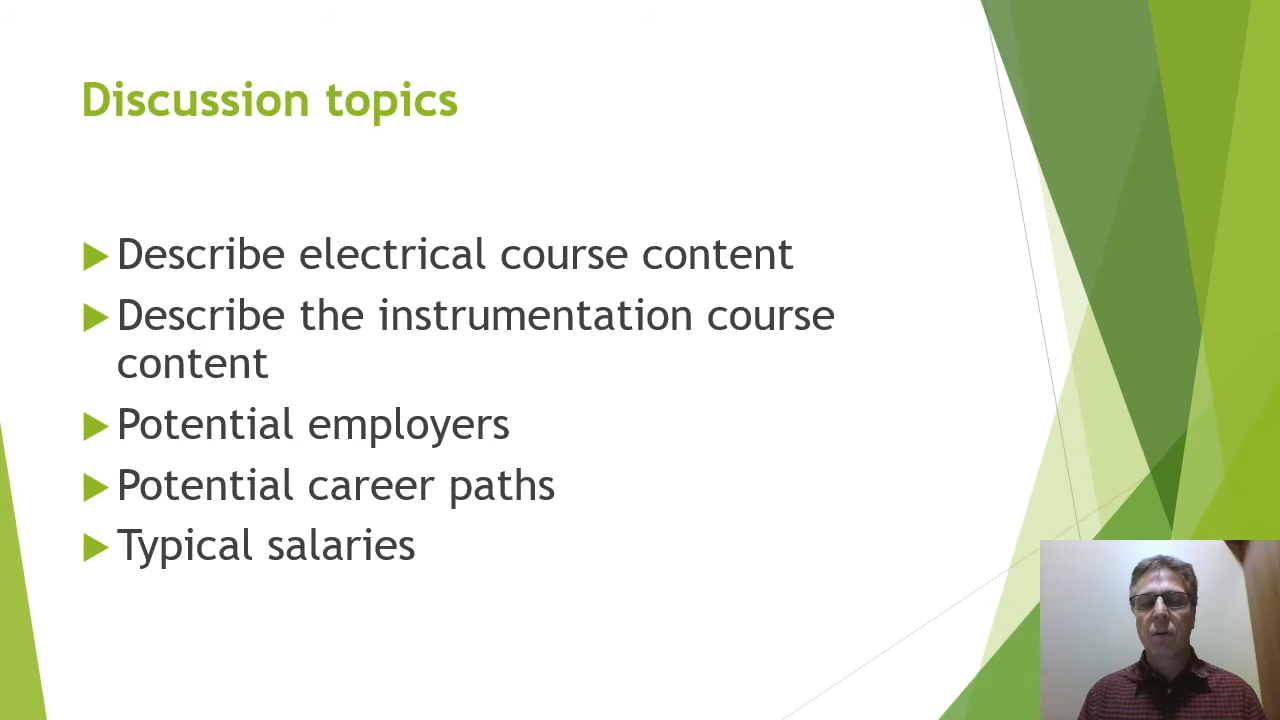 Discussion topics
Describe electrical course content
Describe the instrumentation course
content
Potential employers
Potential career paths
Typical salaries